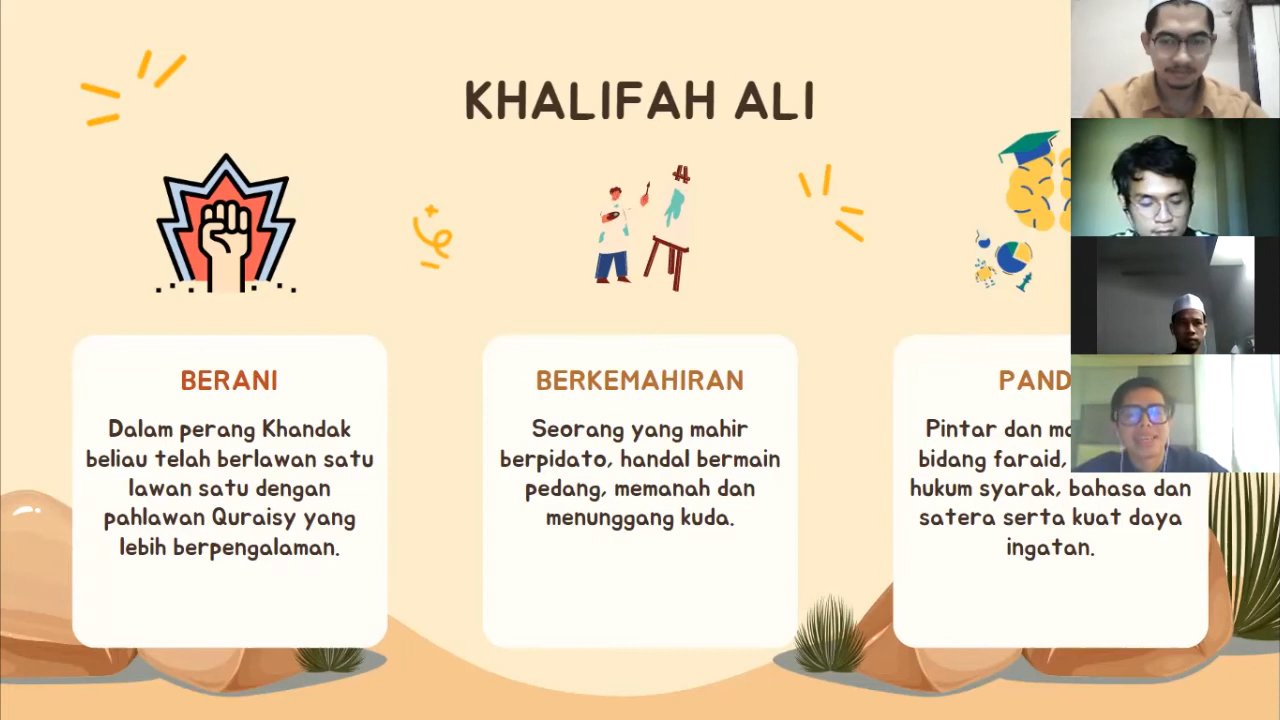 KHALIFAH ALI
BERANI
Dalam perang Khandak
beliau telah berlawan satu
lawan satu dengan
pahlawan Quraisy yang
lebih berpengalaman.
BERKEMAHIRAN
Seorang yang mahir
berpidato, handal bermain
pedang, memanah dan
menunggang kuda.
Pintar dan
bidang faraid,
hukum syarak, bahasa dan
satera serta kuat daya
ingatan.